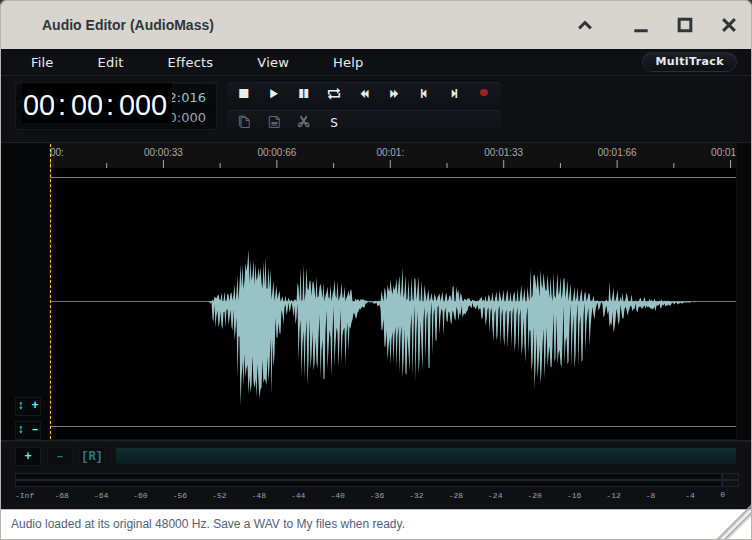 Audio Editor (AudioMass)
File Edit Effects View Help MultiTrack
00:00:000 2:016
0:000
S
00: 00:00:33 00:00:66 00:01: 00:01:33 00:01:66 00:01
↕ +
↕ –
+ – [R]
-Inf -68 -64 -60 -56 -52 -48 -44 -40 -36 -32 -28 -24 -20 -16 -12 -8 -4 0
Audio loaded at its original 48000 Hz. Save a WAV to My files when ready.